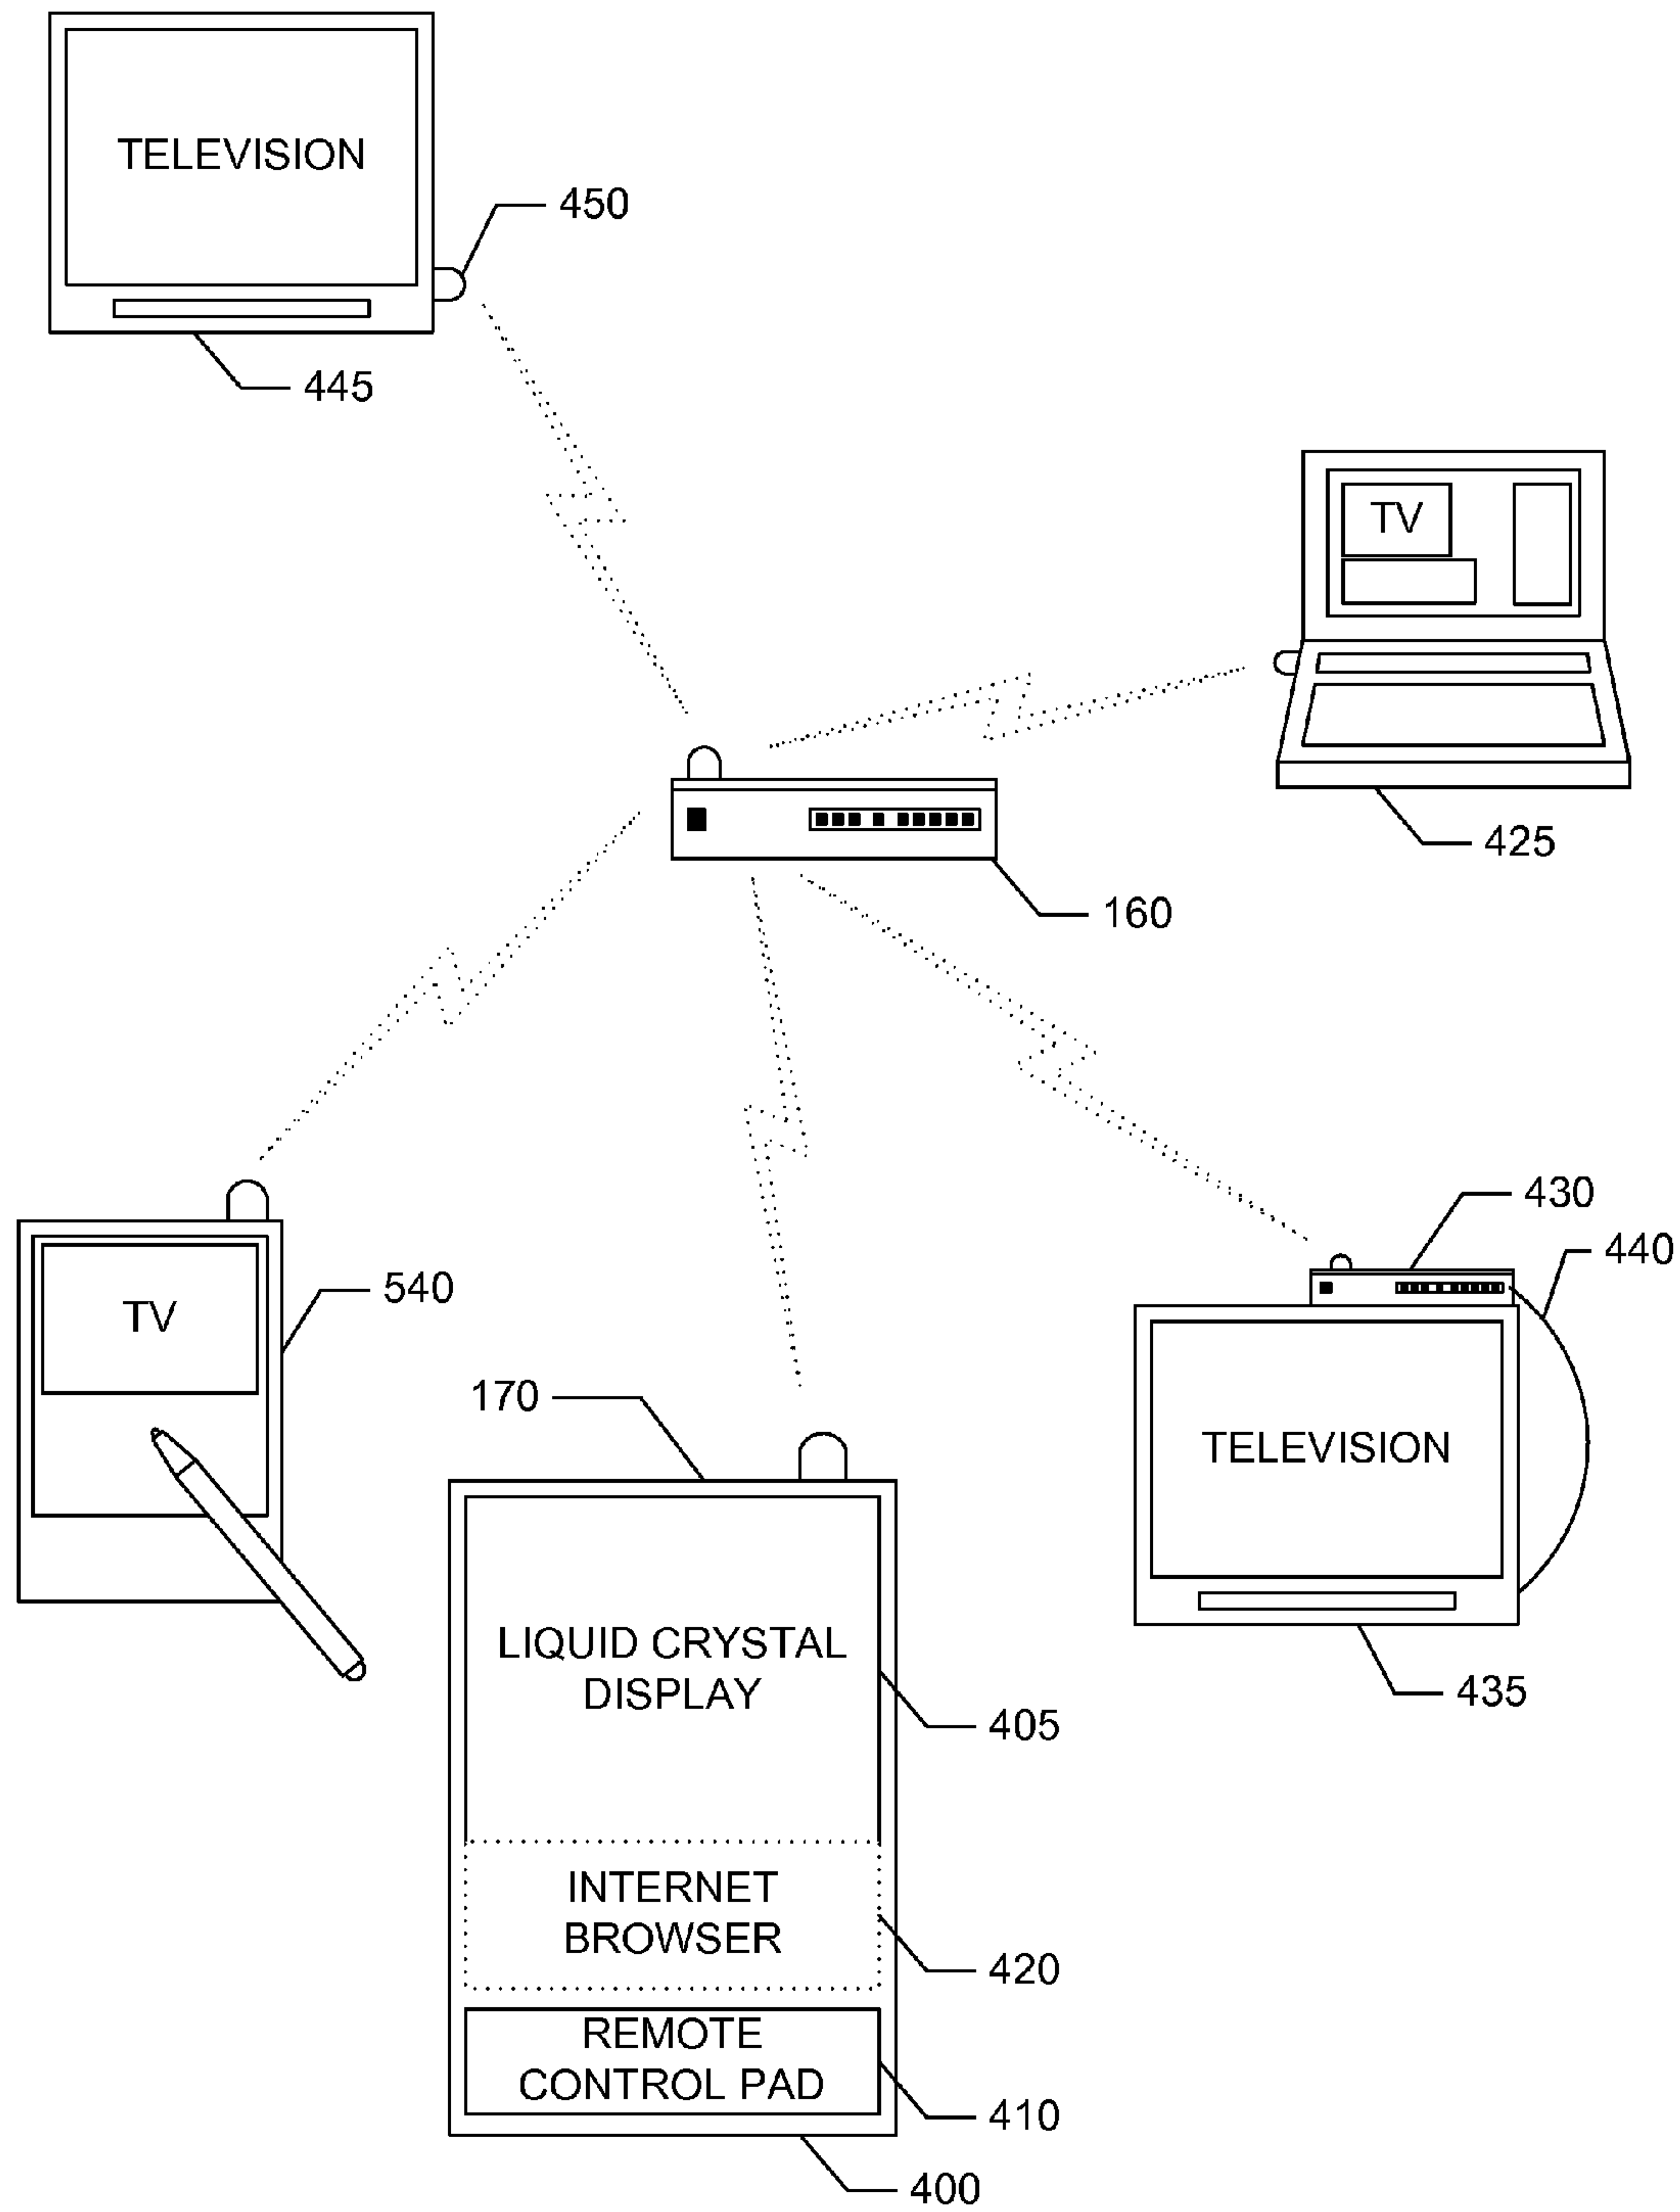 TELEVISION
450
445
TV
425
160
430
440
540
TV
170
TELEVISION
LIQUID CRYSTAL
DISPLAY
435
405
INTERNET
BROWSER
420
REMOTE
CONTROL PAD
410
400